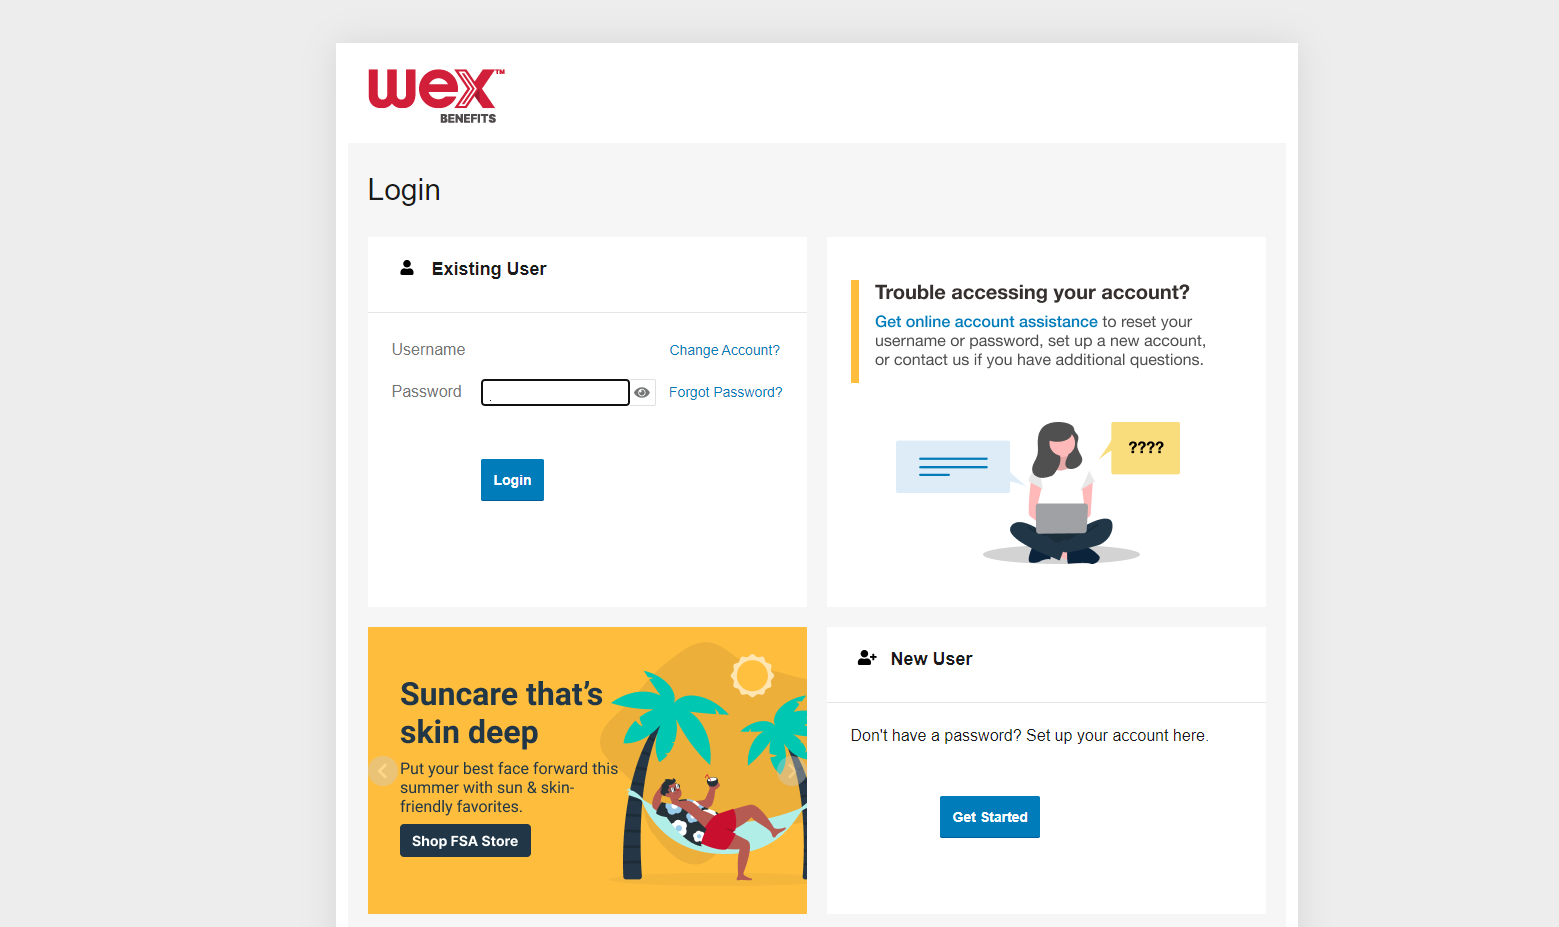 wex™
BENEFITS
Login
Existing User
Username
Change Account?
Password
.
Forgot Password?
Login
Trouble accessing your account?
Get online account assistance to reset your
username or password, set up a new account,
or contact us if you have additional questions.
????
Suncare that’s
skin deep
Put your best face forward this
summer with sun & skin-
friendly favorites.
Shop FSA Store
New User
Don't have a password? Set up your account here.
Get Started